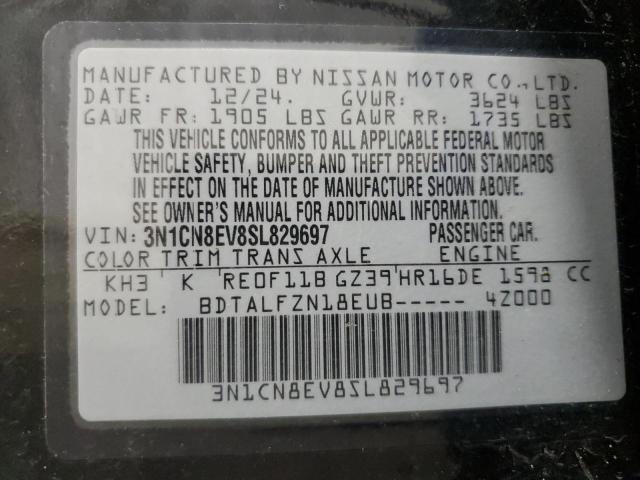 MANUFACTURED BY NISSAN MOTOR CO., LTD.
DATE: 12/24. GVWR: 3624 LBS
GAWR FR: 1905 LBS GAWR RR: 1735 LBS
THIS VEHICLE CONFORMS TO ALL APPLICABLE FEDERAL MOTOR
VEHICLE SAFETY, BUMPER AND THEFT PREVENTION STANDARDS
IN EFFECT ON THE DATE OF MANUFACTURE SHOWN ABOVE.
SEE OWNER'S MANUAL FOR ADDITIONAL INFORMATION.
VIN: 3N1CN8EV8SL829697 PASSENGER CAR.
COLOR TRIM TRANS AXLE ENGINE
KH3 K RE0F11B GZ39 HR16DE 1598 CC
MODEL: BDTALFZN18EUB----- 4Z000
3N1CN8EV8SL829697